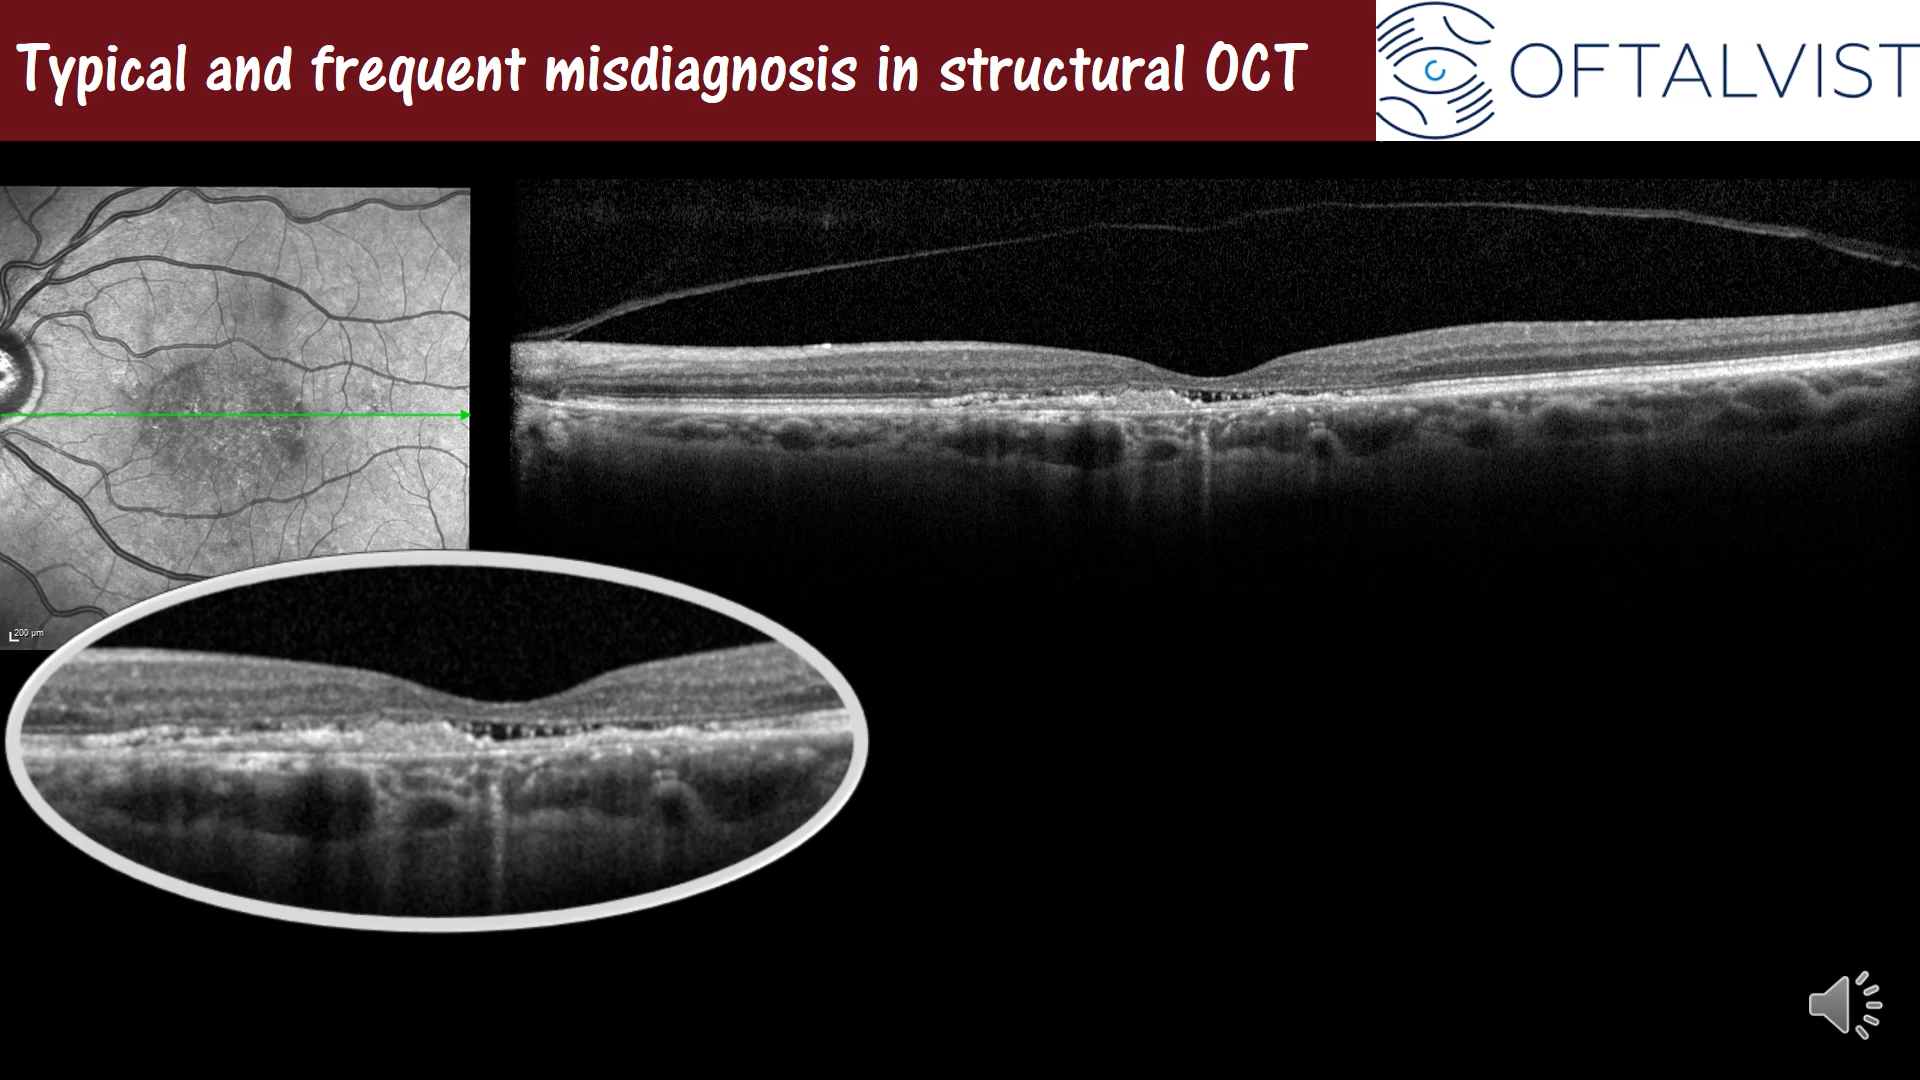 Typical and frequent misdiagnosis in structural OCT
OFTALVIST
200 µm